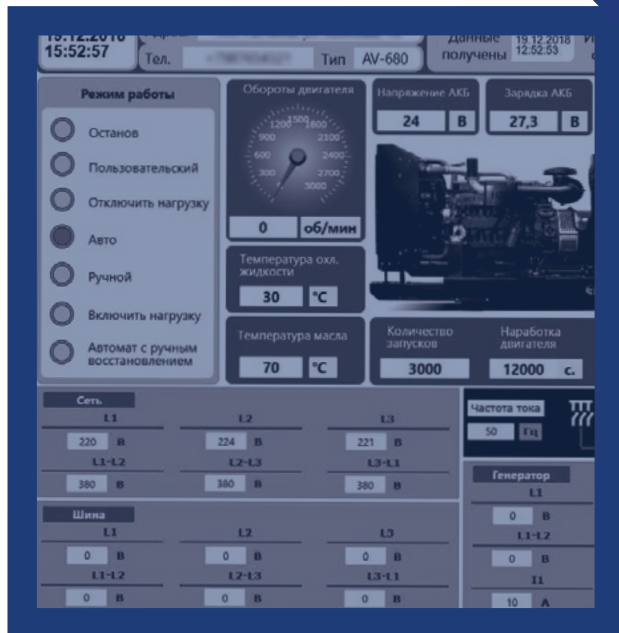 19.12.2018
15:52:57
Тел.
Тип AV-680
Данные
получены
19.12.2018
12:52:53
Режим работы
Останов
Пользовательский
Отключить нагрузку
Авто
Ручной
Включить нагрузку
Автомат с ручным
восстановлением
Обороты двигателя
300
600
900
1200
1500
1600
2100
2400
2700
3000
0 об/мин
Температура охл.
жидкости
30 °C
Температура масла
70 °C
Напряжение АКБ
24 В
Зарядка АКБ
27,3 В
Количество
запусков
3000
Наработка
двигателя
12000 с.
Сеть
L1 L2 L3
220 В 224 В 221 В
L1-L2 L2-L3 L3-L1
380 В 380 В 380 В
Шина
L1 L2 L3
0 В 0 В 0 В
L1-L2 L2-L3 L3-L1
0 В 0 В 0 В
Частота тока
50 Гц
Генератор
L1
0 В
L1-L2
0 В
I1
10 А